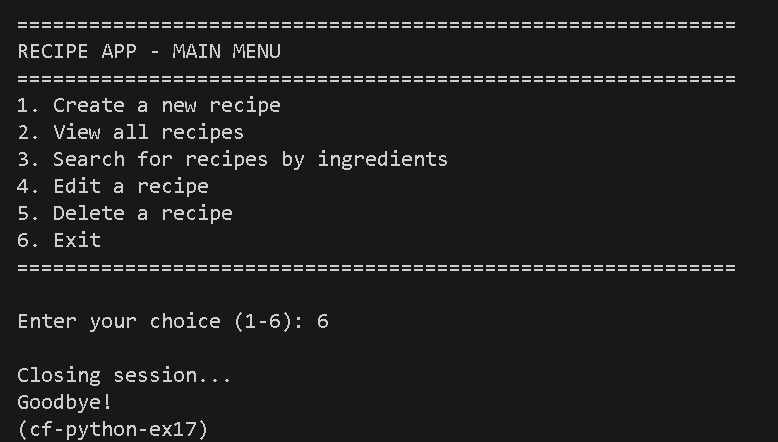 ============================================================
RECIPE APP - MAIN MENU
============================================================
1. Create a new recipe
2. View all recipes
3. Search for recipes by ingredients
4. Edit a recipe
5. Delete a recipe
6. Exit
============================================================
Enter your choice (1-6): 6
Closing session...
Goodbye!
(cf-python-ex17)